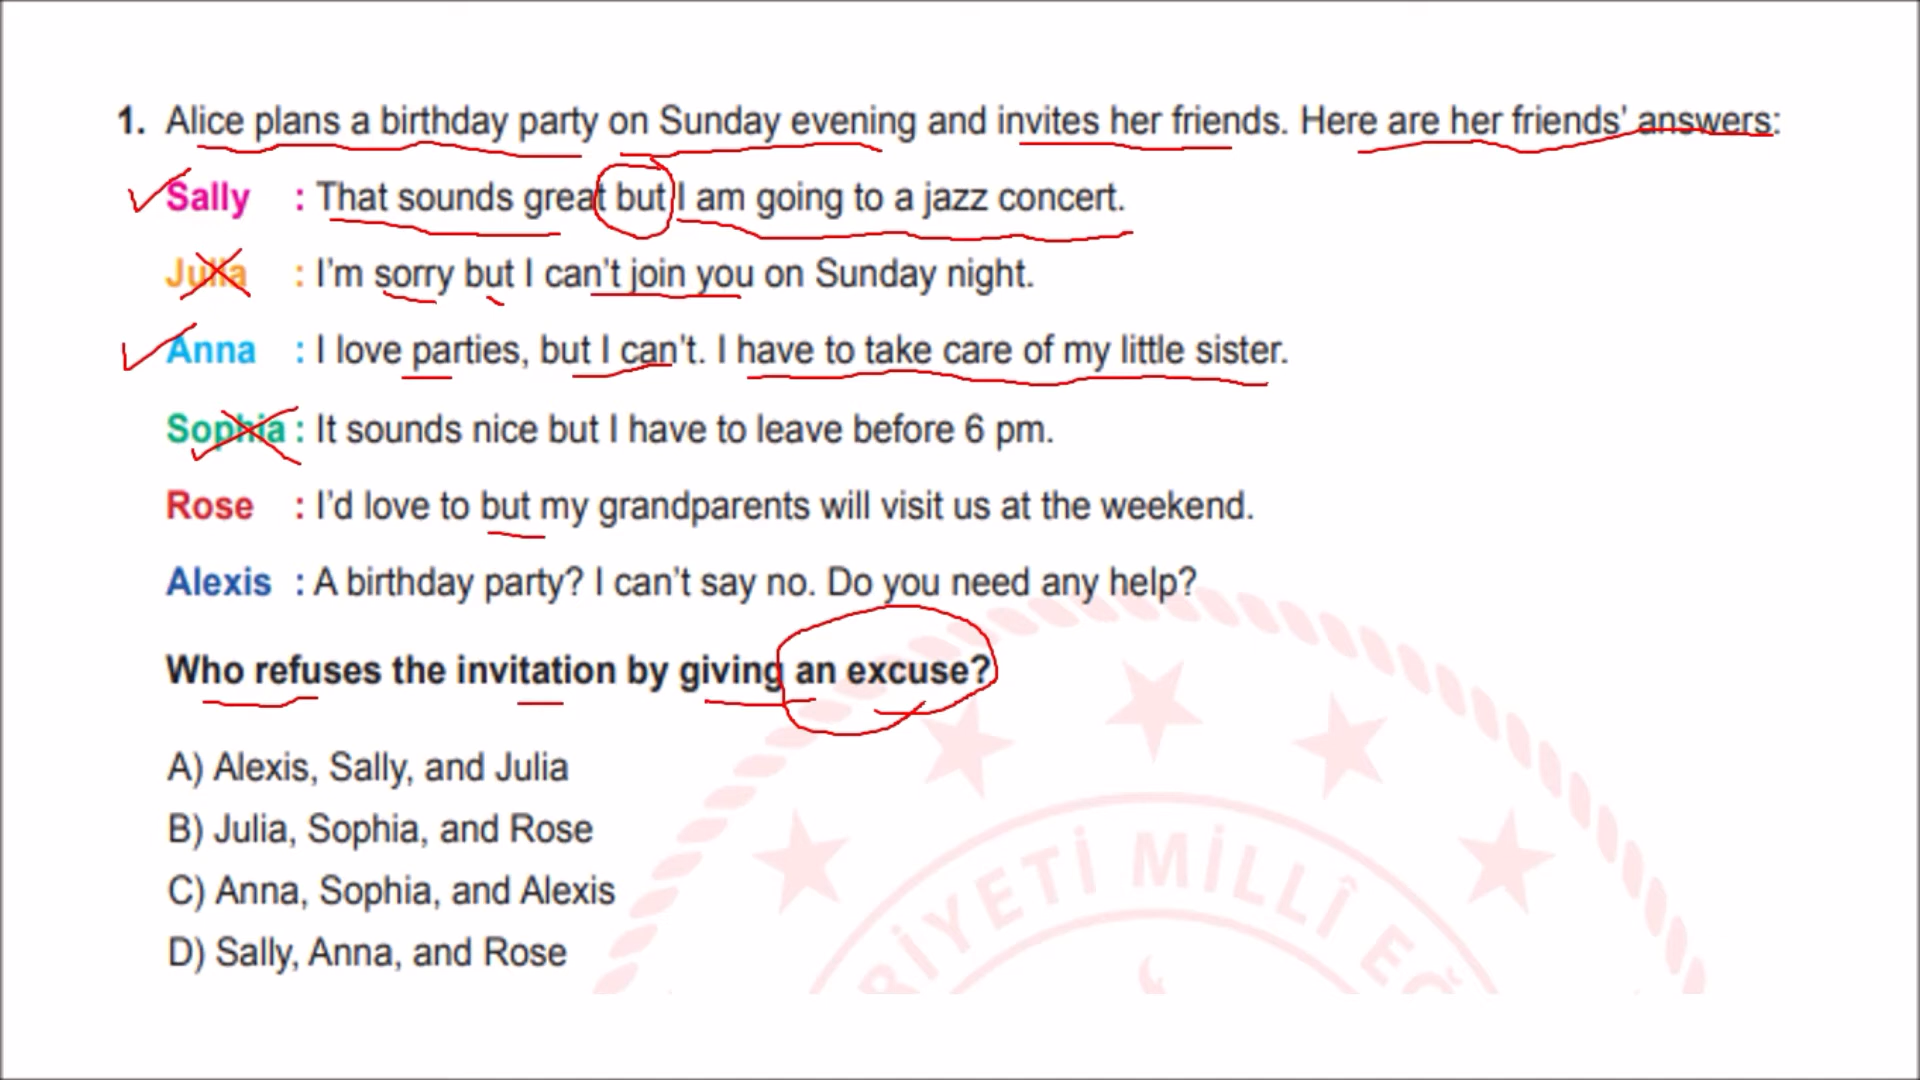 1. Alice plans a birthday party on Sunday evening and invites her friends. Here are her friends’ answers:
Sally : That sounds great but I am going to a jazz concert.
Julia : I’m sorry but I can’t join you on Sunday night.
Anna : I love parties, but I can’t. I have to take care of my little sister.
Sophia : It sounds nice but I have to leave before 6 pm.
Rose : I’d love to but my grandparents will visit us at the weekend.
Alexis : A birthday party? I can’t say no. Do you need any help?
Who refuses the invitation by giving an excuse?
A) Alexis, Sally, and Julia
B) Julia, Sophia, and Rose
C) Anna, Sophia, and Alexis
D) Sally, Anna, and Rose
RİYETİ MİLLÎ EĞ